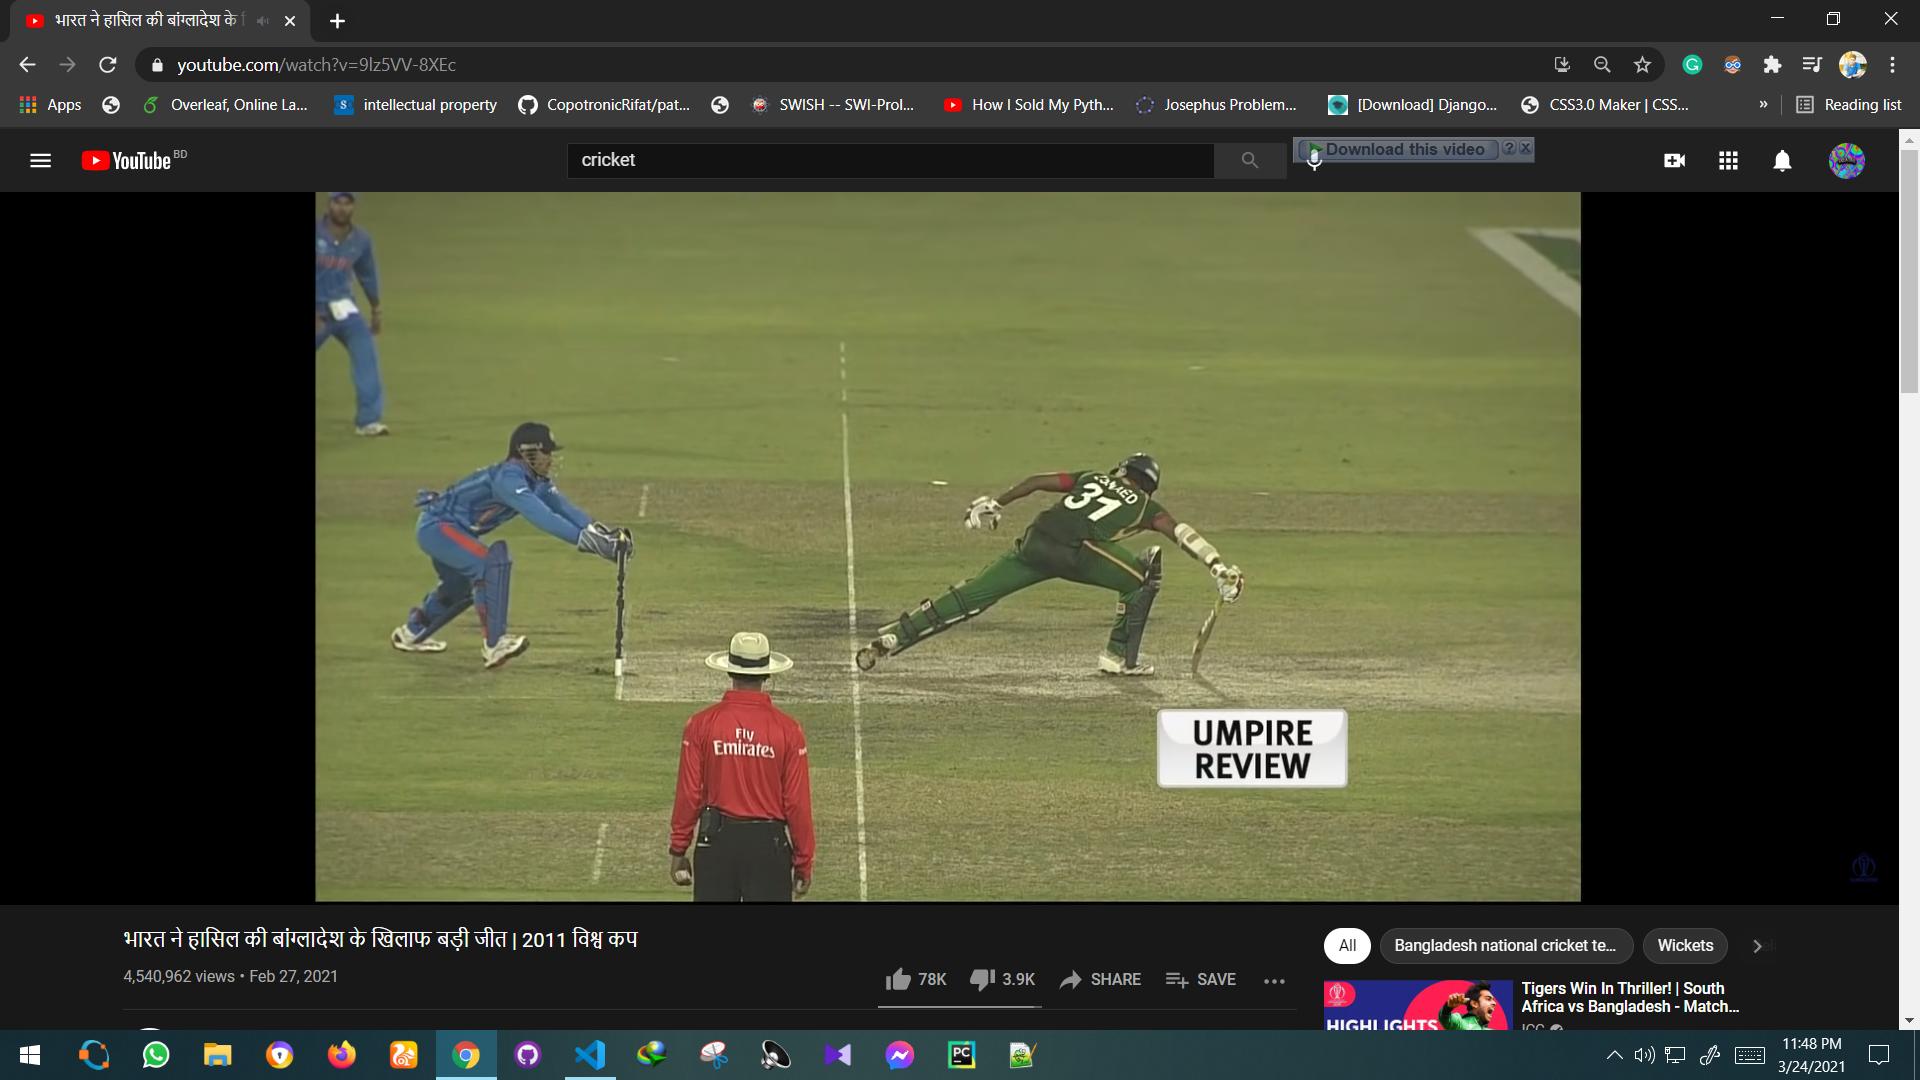 भारत ने हासिल की बांग्लादेश के
youtube.com/watch?v=9lz5VV-8XEc
Apps
Overleaf, Online La...
intellectual property
CopotronicRifat/pat...
SWISH -- SWI-Prol...
How I Sold My Pyth...
Josephus Problem...
[Download] Django...
CSS3.0 Maker | CSS...
»
Reading list
YouTube BD
cricket
Download this video
31
Fly
Emirates
UMPIRE
REVIEW
भारत ने हासिल की बांग्लादेश के खिलाफ बड़ी जीत | 2011 विश्व कप
4,540,962 views • Feb 27, 2021
78K
3.9K
SHARE
SAVE
All
Bangladesh national cricket te...
Wickets
Tigers Win In Thriller! | South
Africa vs Bangladesh - Match...
HIGHLIGHTS
ICC
PC
11:48 PM
3/24/2021